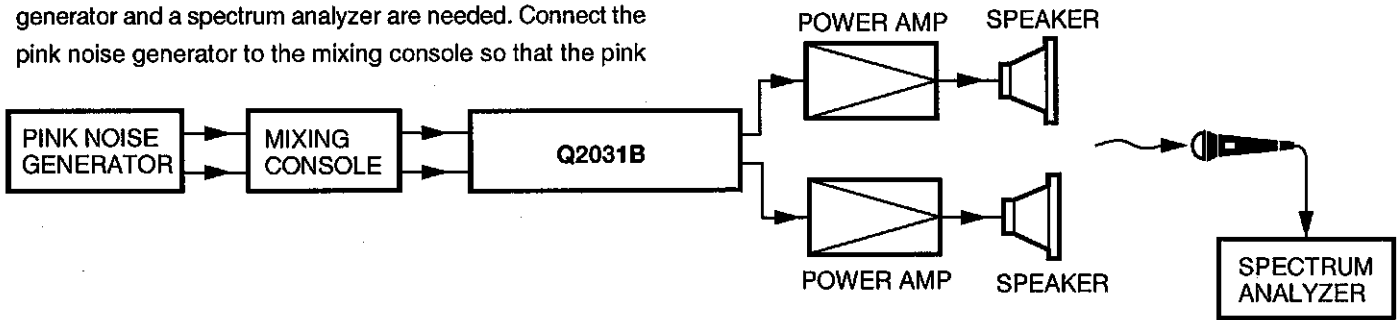 generator and a spectrum analyzer are needed. Connect the
pink noise generator to the mixing console so that the pink
POWER AMP
SPEAKER
PINK NOISE
GENERATOR
MIXING
CONSOLE
Q2031B
POWER AMP
SPEAKER
SPECTRUM
ANALYZER